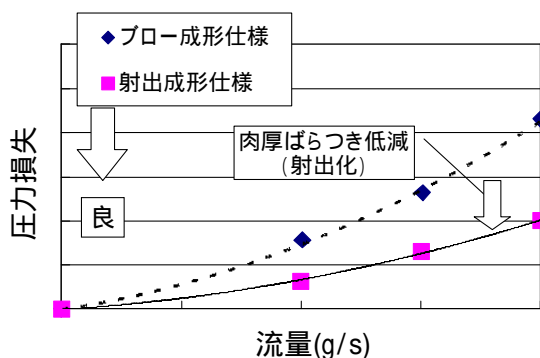 ブロー成形仕様
射出成形仕様
肉厚ばらつき低減
(射出化)
良
圧力損失
流量(g/s)